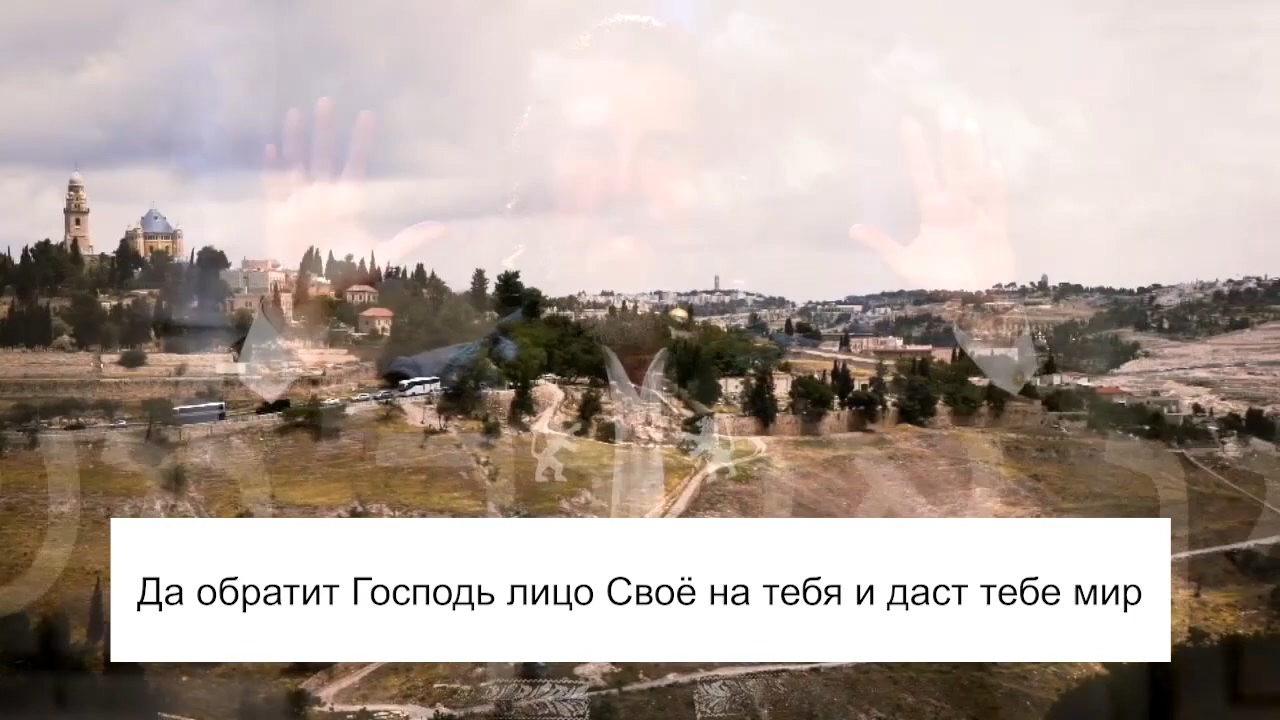 Да обратит Господь лицо Своё на тебя и даст тебе мир